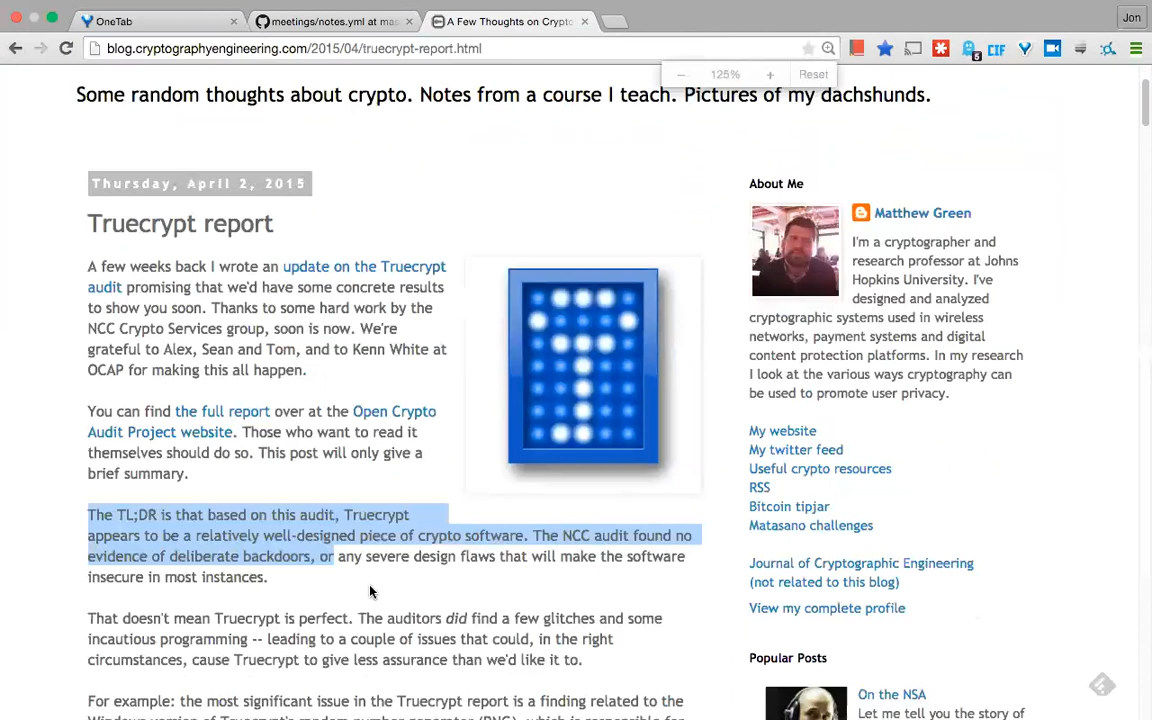 OneTab
meetings/notes.yml at mas
A Few Thoughts on Crypto
Jon
blog.cryptographyengineering.com/2015/04/truecrypt-report.html
5
CIF
125%
Reset
Some random thoughts about crypto. Notes from a course I teach. Pictures of my dachshunds.
Thursday, April 2, 2015
Truecrypt report
A few weeks back I wrote an update on the Truecrypt
audit promising that we'd have some concrete results
to show you soon. Thanks to some hard work by the
NCC Crypto Services group, soon is now. We're
grateful to Alex, Sean and Tom, and to Kenn White at
OCAP for making this all happen.
You can find the full report over at the Open Crypto
Audit Project website. Those who want to read it
themselves should do so. This post will only give a
brief summary.
The TL;DR is that based on this audit, Truecrypt
appears to be a relatively well-designed piece of crypto software. The NCC audit found no
evidence of deliberate backdoors, or any severe design flaws that will make the software
insecure in most instances.
That doesn't mean Truecrypt is perfect. The auditors did find a few glitches and some
incautious programming -- leading to a couple of issues that could, in the right
circumstances, cause Truecrypt to give less assurance than we'd like it to.
For example: the most significant issue in the Truecrypt report is a finding related to the
Windows version of Truecrypt's random number generator (RNG), which is responsible for
About Me
Matthew Green
I'm a cryptographer and
research professor at Johns
Hopkins University. I've
designed and analyzed
cryptographic systems used in wireless
networks, payment systems and digital
content protection platforms. In my research
I look at the various ways cryptography can
be used to promote user privacy.
My website
My twitter feed
Useful crypto resources
RSS
Bitcoin tipjar
Matasano challenges
Journal of Cryptographic Engineering
(not related to this blog)
View my complete profile
Popular Posts
On the NSA
Let me tell you the story of